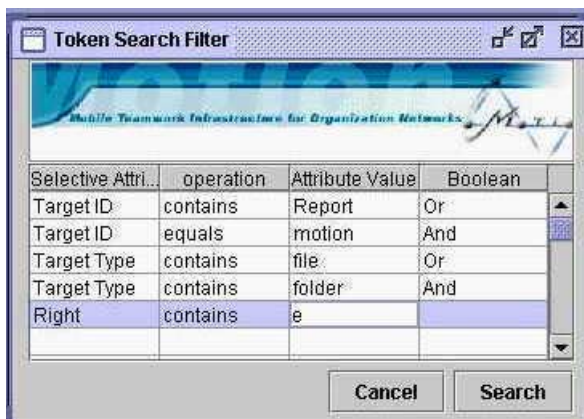 Token Search Filter
MOTION
Mobile Teamwork Infrastructure for Organization Networks
Motio
Selective Attri... operation Attribute Value Boolean
Target ID contains Report Or
Target ID equals motion And
Target Type contains file Or
Target Type contains folder And
Right contains e
Cancel Search